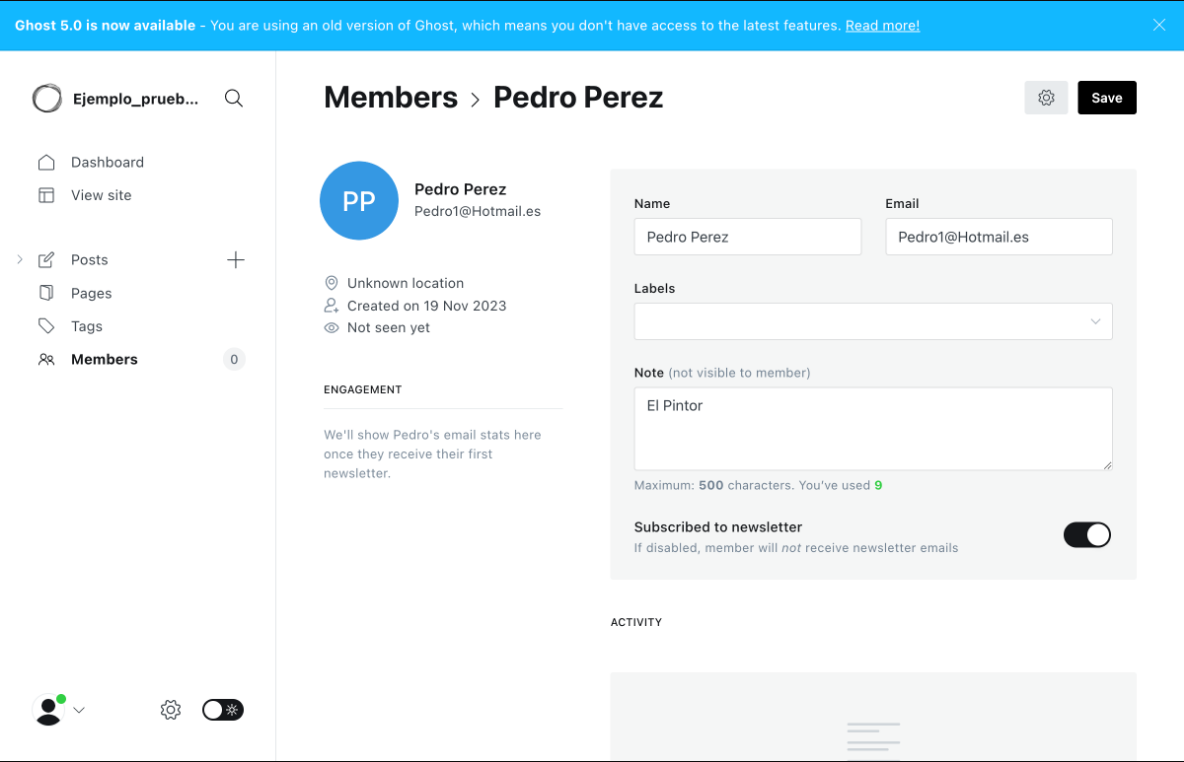 Ghost 5.0 is now available - You are using an old version of Ghost, which means you don't have access to the latest features. Read more!
Ejemplo_prueb...
Dashboard
View site
Posts
Pages
Tags
Members
0
Members > Pedro Perez
Save
PP
Pedro Perez
Pedro1@Hotmail.es
Unknown location
Created on 19 Nov 2023
Not seen yet
ENGAGEMENT
We'll show Pedro's email stats here
once they receive their first
newsletter.
Name
Pedro Perez
Email
Pedro1@Hotmail.es
Labels
Note (not visible to member)
El Pintor
Maximum: 500 characters. You've used 9
Subscribed to newsletter
If disabled, member will not receive newsletter emails
ACTIVITY